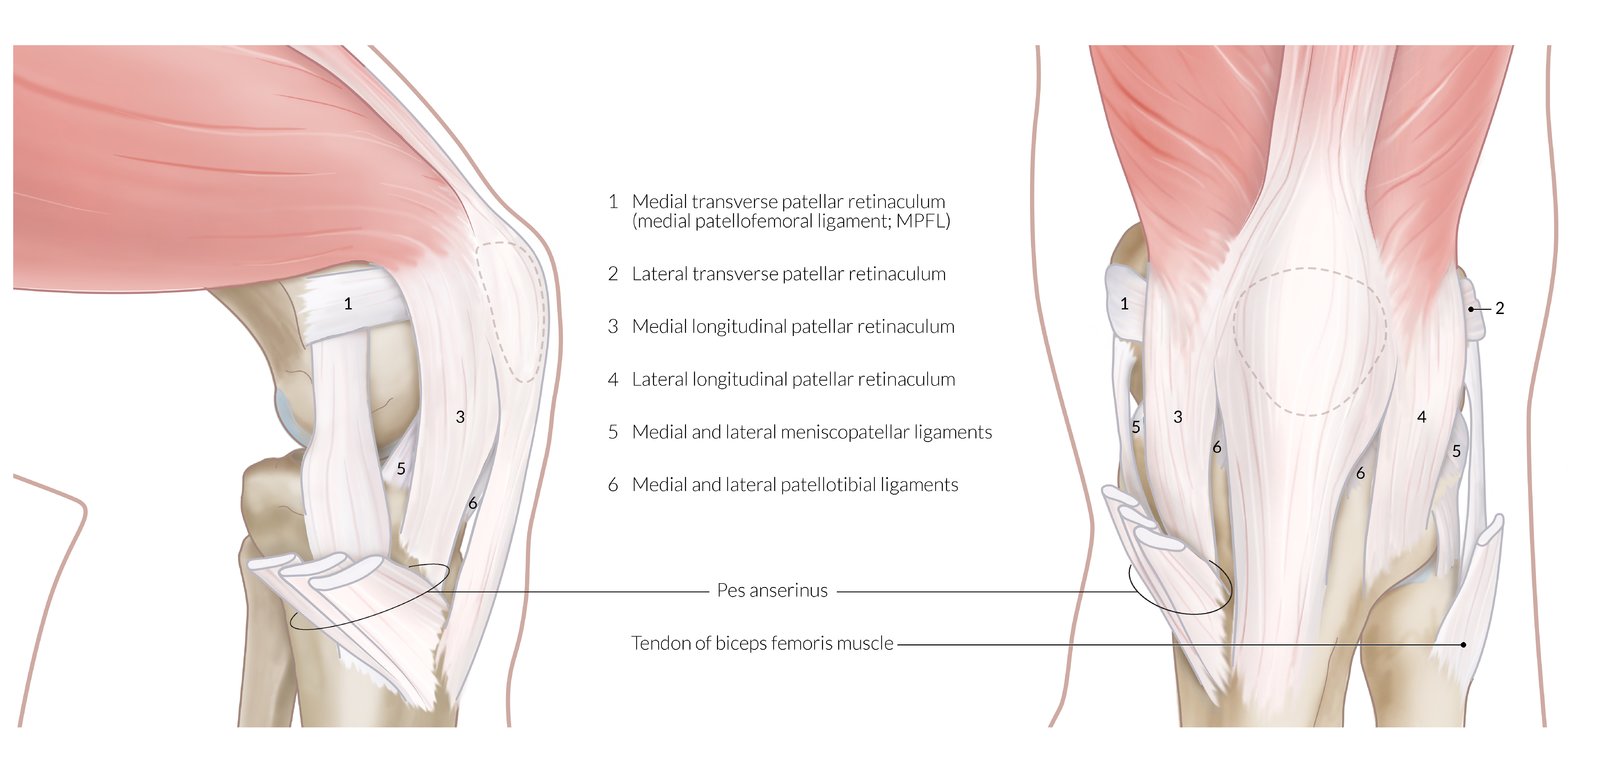 1 Medial transverse patellar retinaculum
(medial patellofemoral ligament; MPFL)
2 Lateral transverse patellar retinaculum
3 Medial longitudinal patellar retinaculum
4 Lateral longitudinal patellar retinaculum
5 Medial and lateral meniscopatellar ligaments
6 Medial and lateral patellotibial ligaments
Pes anserinus
Tendon of biceps femoris muscle
1
3
5
6
1
2
3
4
5
6
5
6